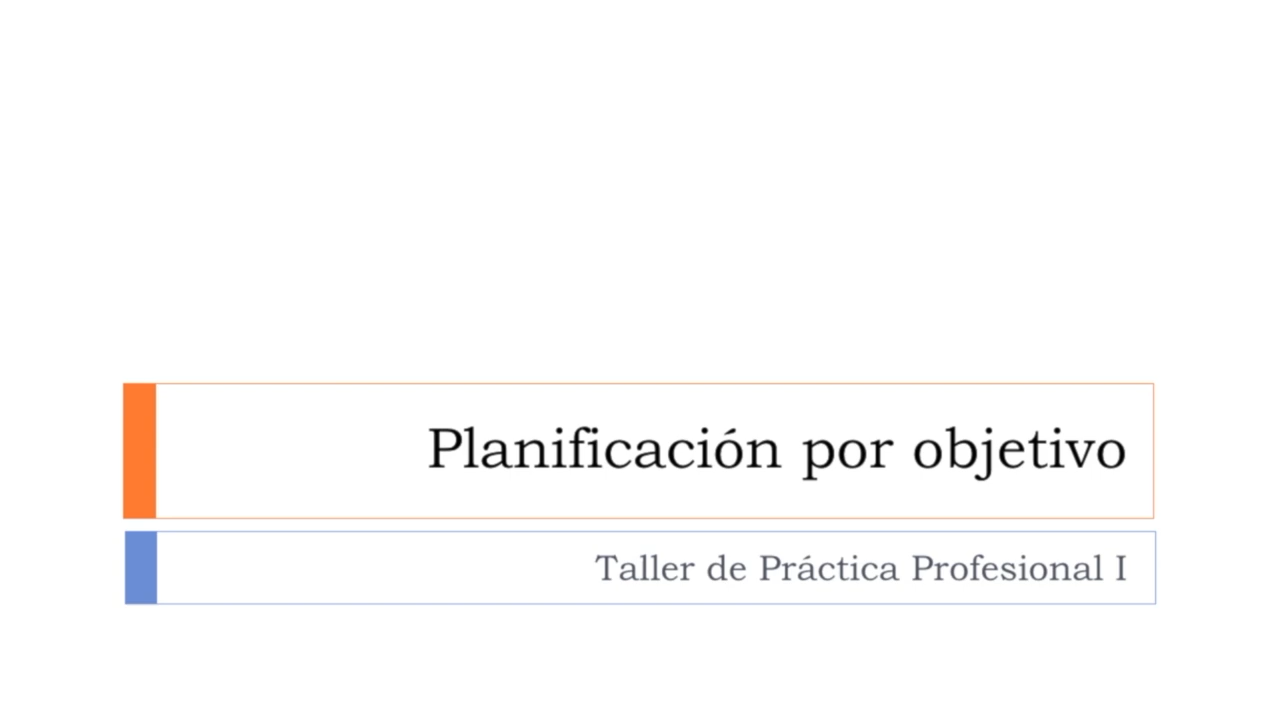 Planificación por objetivo
Taller de Práctica Profesional I